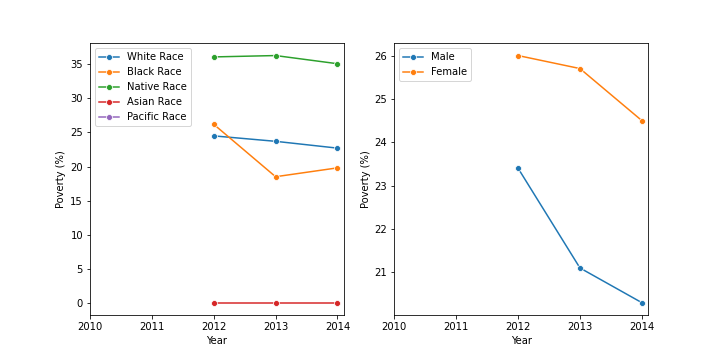 White Race
Black Race
Native Race
Asian Race
Pacific Race
35
30
25
20
15
10
5
0
Poverty (%)
2010 2011 2012 2013 2014
Year
Male
Female
26
25
24
23
22
21
Poverty (%)
2010 2011 2012 2013 2014
Year